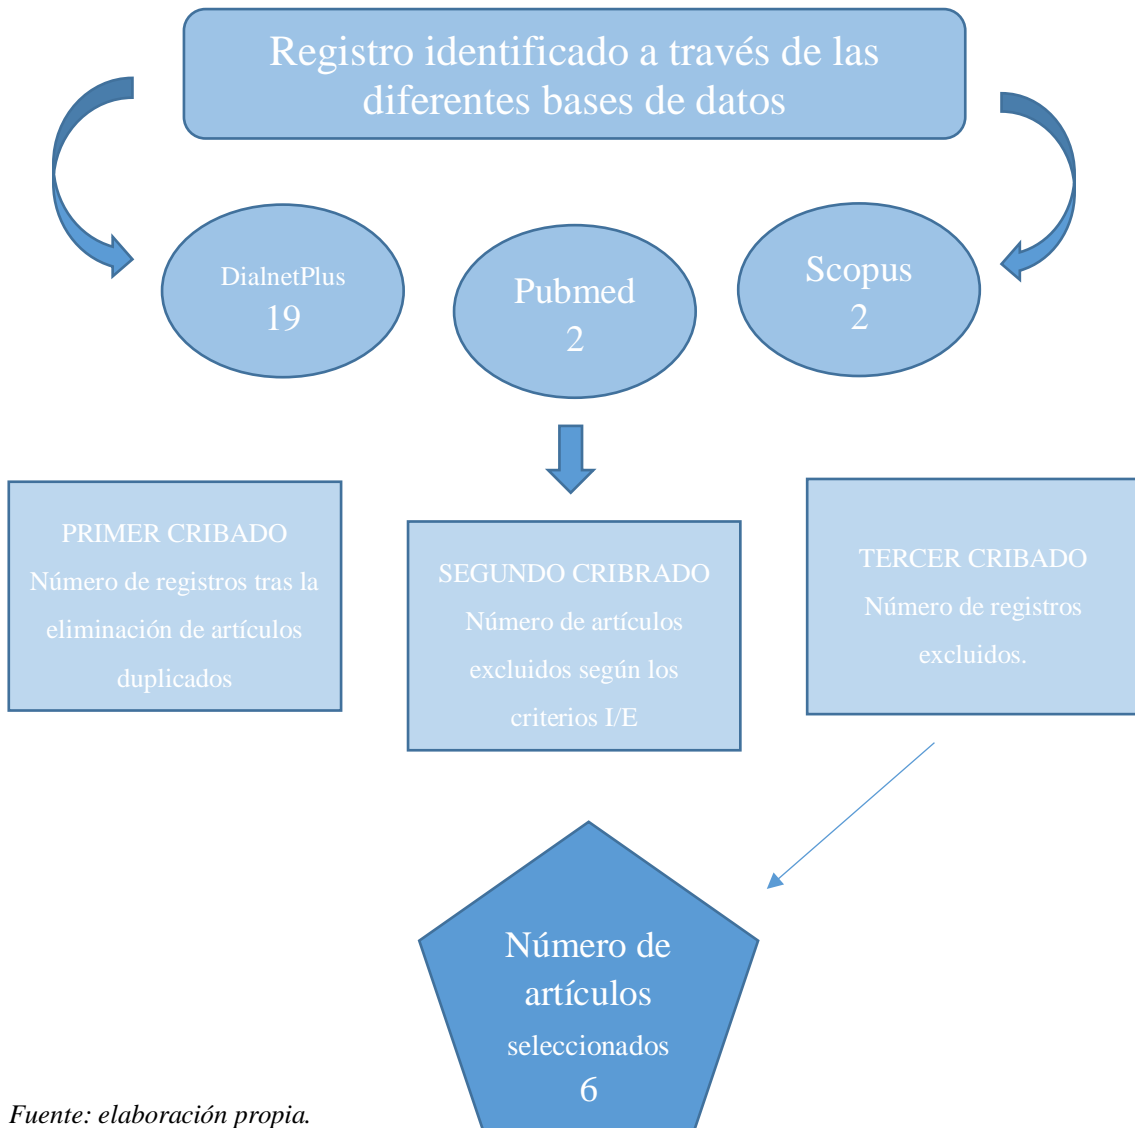 Registro identificado a través de las
diferentes bases de datos
DialnetPlus
19
Pubmed
2
Scopus
2
PRIMER CRIBADO
Número de registros tras la
eliminación de artículos
duplicados
SEGUNDO CRIBRADO
Número de artículos
excluidos según los
criterios I/E
TERCER CRIBADO
Número de registros
excluidos.
Número de
artículos
seleccionados
6
Fuente: elaboración propia.